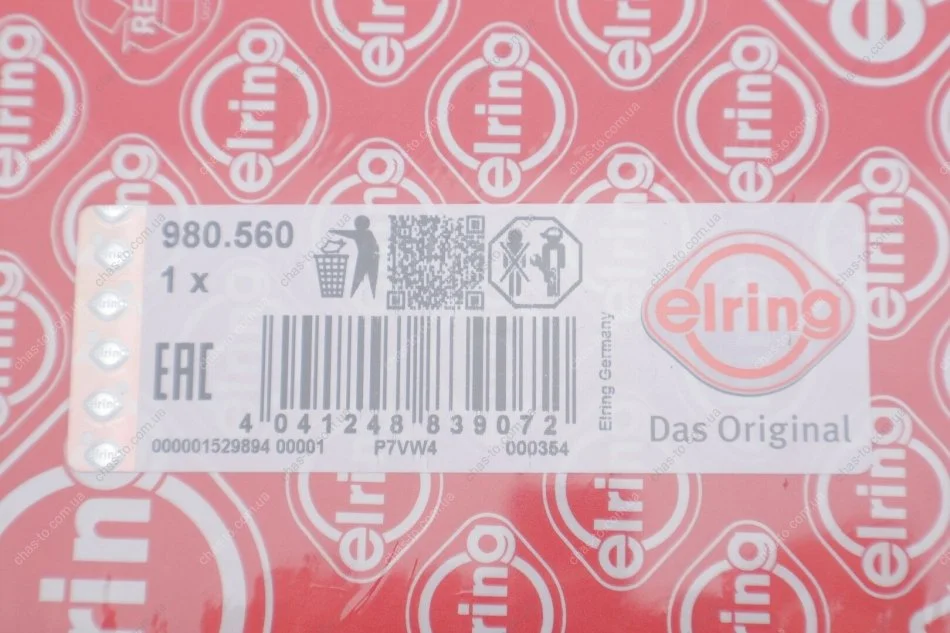 980.560
1 x
EAC
4 041248 839072
000001529894 00001 P7VW4 000354
Elring Germany
elring
Das Original